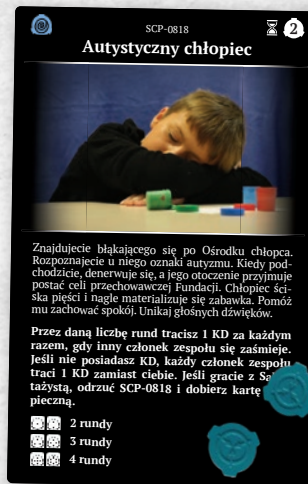 SCP-0818
2
Autystyczny chłopiec
Znajdujecie błąkającego się po Ośrodku chłopca.
Rozpoznajecie u niego oznaki autyzmu. Kiedy pod-
chodzicie, denerwuje się, a jego otoczenie przyjmuje
postać celi przechowawczej Fundacji. Chłopiec ści-
ska pięści i nagle materializuje się zabawka. Pomóż
mu zachować spokój. Unikaj głośnych dźwięków.
Przez daną liczbę rund tracisz 1 KD za każdym
razem, gdy inny członek zespołu się zaśmieje.
Jeśli nie posiadasz KD, każdy członek zespołu
traci 1 KD zamiast ciebie. Jeśli gracie z
tażystą, odrzuć SCP-0818 i dobierz kartę
pieczną.
2 rundy
3 rundy
4 rundy